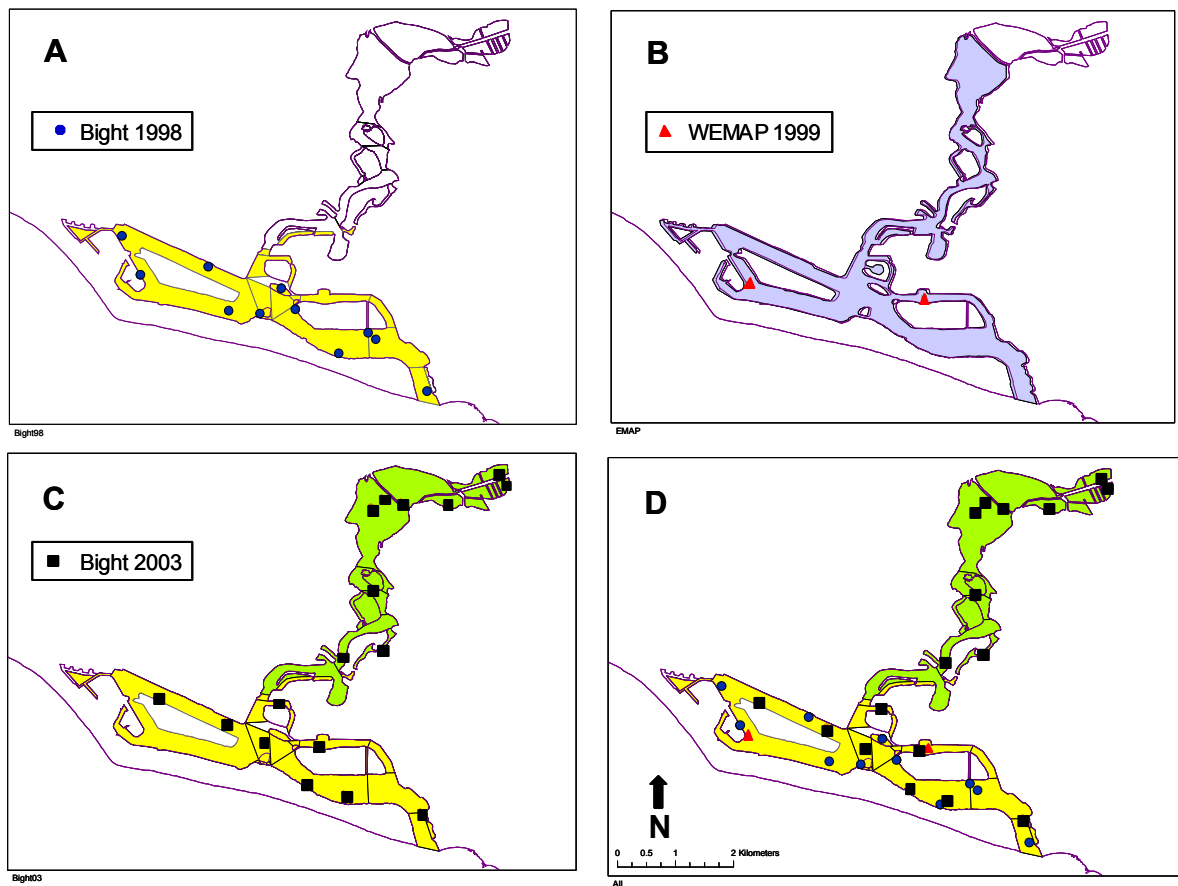 A
Bight 1998
Bight98
B
WEMAP 1999
EMAP
C
Bight 2003
Bight03
D
N
0 0.5 1 2 Kilometers
All